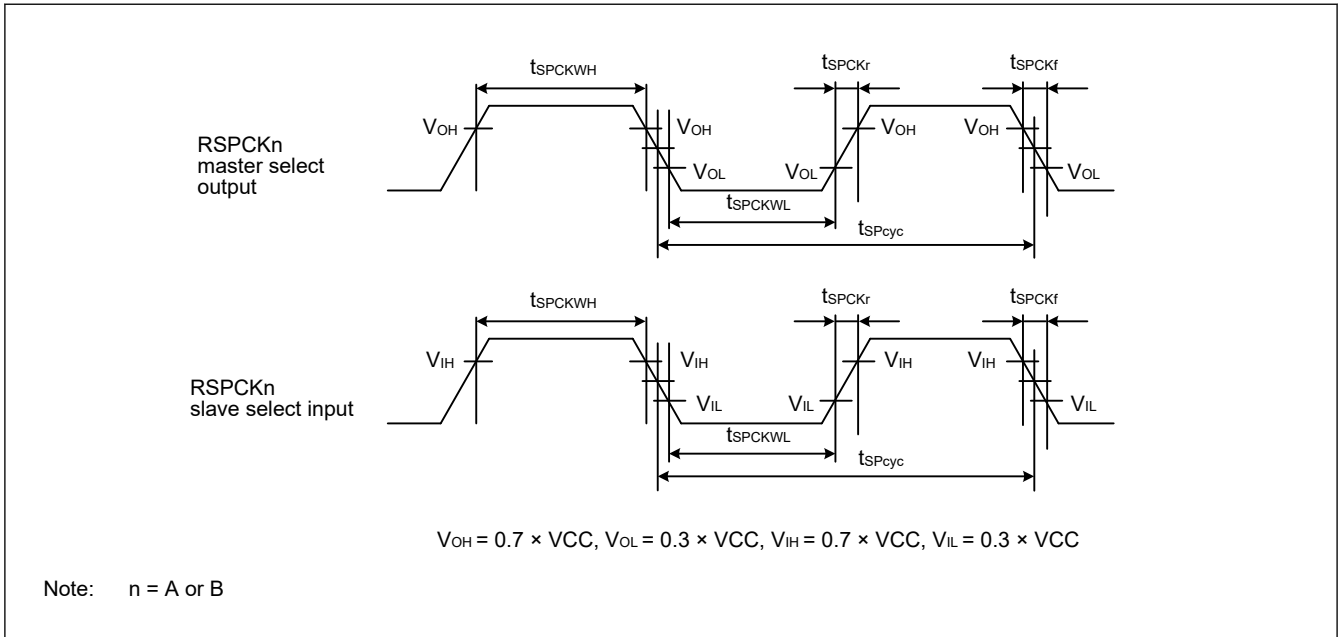 tSPCKWH
tSPCKr
tSPCKf
RSPCKn
master select
output
VOH
VOH
VOL
VOL
VOH
VOH
VOL
tSPCKWL
tSPcyc
tSPCKWH
tSPCKr
tSPCKf
RSPCKn
slave select input
VIH
VIH
VIL
VIL
VIH
VIH
VIL
tSPCKWL
tSPcyc
VOH = 0.7 × VCC, VOL = 0.3 × VCC, VIH = 0.7 × VCC, VIL = 0.3 × VCC
Note: n = A or B